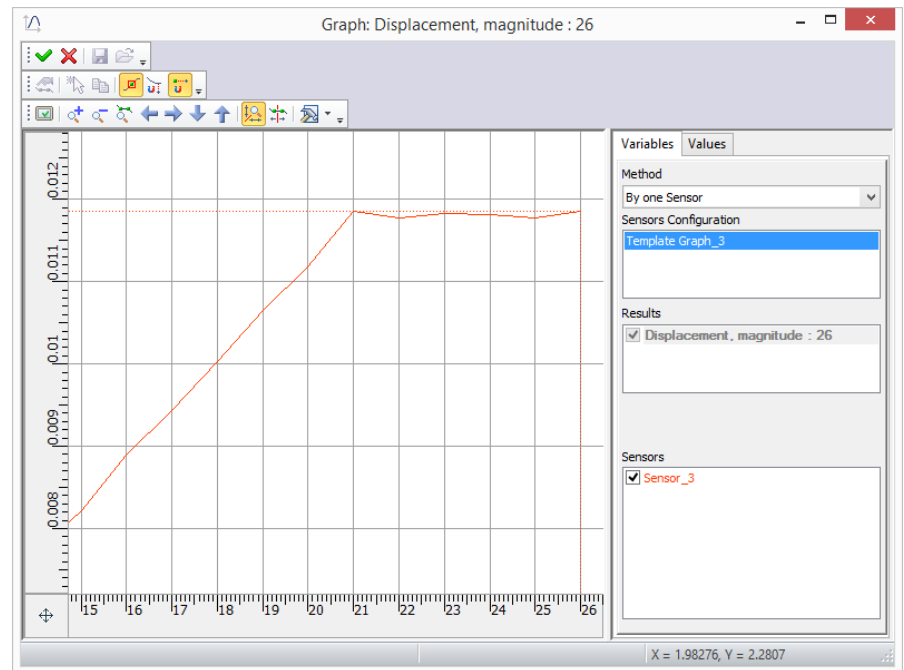 Graph: Displacement, magnitude : 26
Variables Values
Method
By one Sensor
Sensors Configuration
Template Graph_3
Results
Displacement, magnitude : 26
Sensors
Sensor_3
0.012
0.011
0.01
0.009
0.008
15 16 17 18 19 20 21 22 23 24 25 26
X = 1.98276, Y = 2.2807